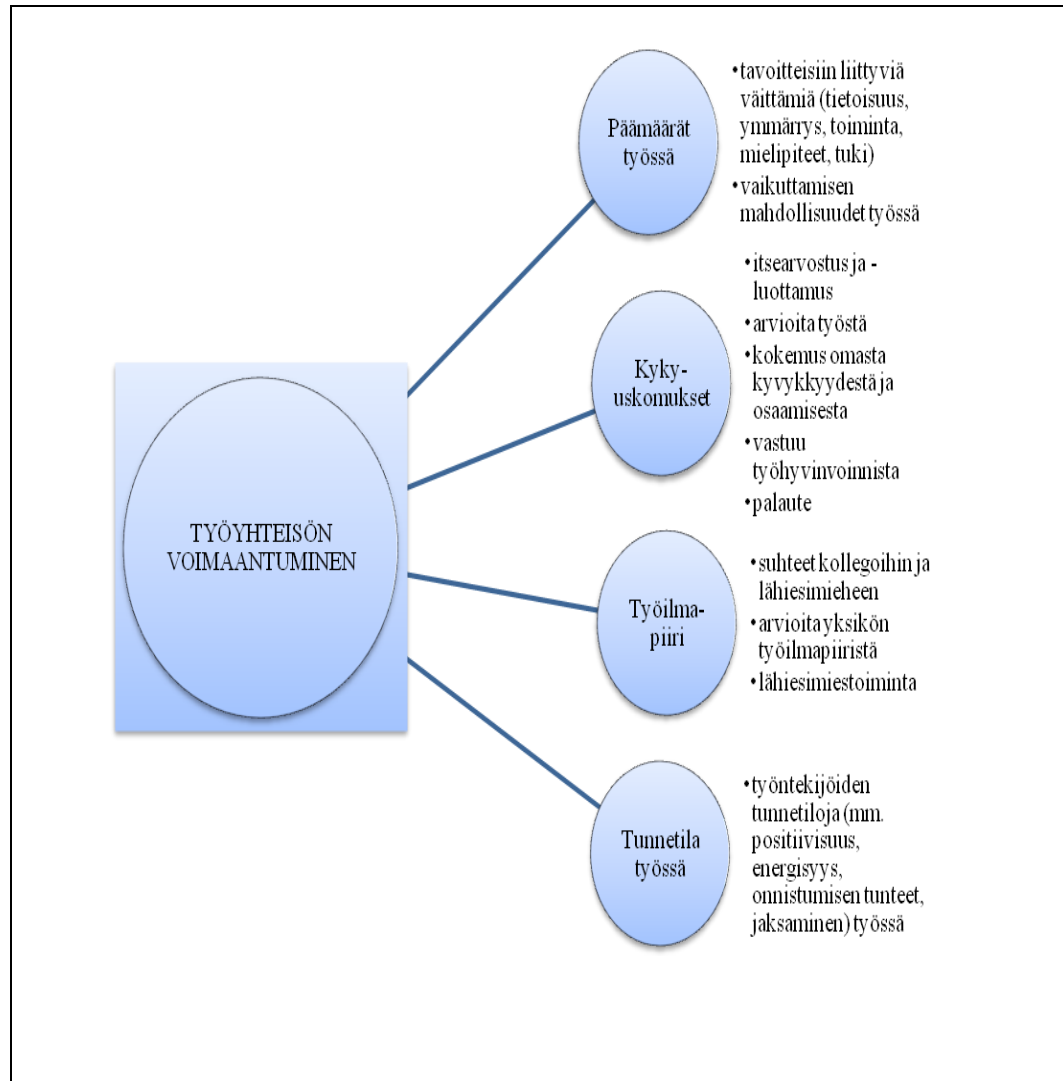 TYÖYHTEISÖN
VOIMAANTUMINEN
Päämäärät
työssä
•tavoitteisiin liittyviä
väittämiä (tietoisuus,
ymmärrys, toiminta,
mielipiteet, tuki)
•vaikuttamisen
mahdollisuudet työssä
Kyky-
uskomukset
•itsearvostus ja -
luottamus
•arvioita työstä
•kokemus omasta
kyvykkyydestä ja
osaamisesta
•vastuu
työhyvinvoinnista
•palaute
Työilma-
piiri
•suhteet kollegoihin ja
lähiesimieheen
•arvioita yksikön
työilmapiiristä
•lähiesimiestoiminta
Tunnetila
työssä
•työntekijöiden
tunnetiloja (mm.
positiivisuus,
energisyys,
onnistumisen tunteet,
jaksaminen) työssä